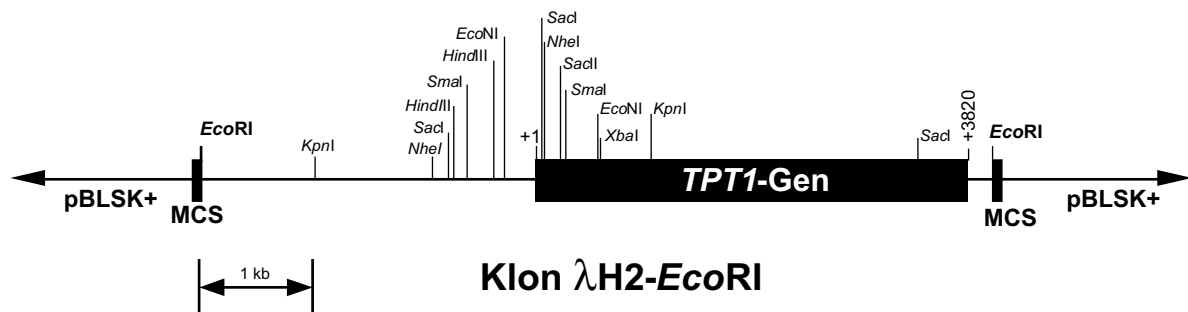 SacI
EcoNI
NheI
HindIII
SacII
SmaI
SmaI
HindIII
EcoNI
KpnI
SacI
+1
+3820
EcoRI
KpnI
NheI
XbaI
SacI
EcoRI
TPT1-Gen
pBLSK+
MCS
MCS
pBLSK+
1 kb
Klon λH2-EcoRI